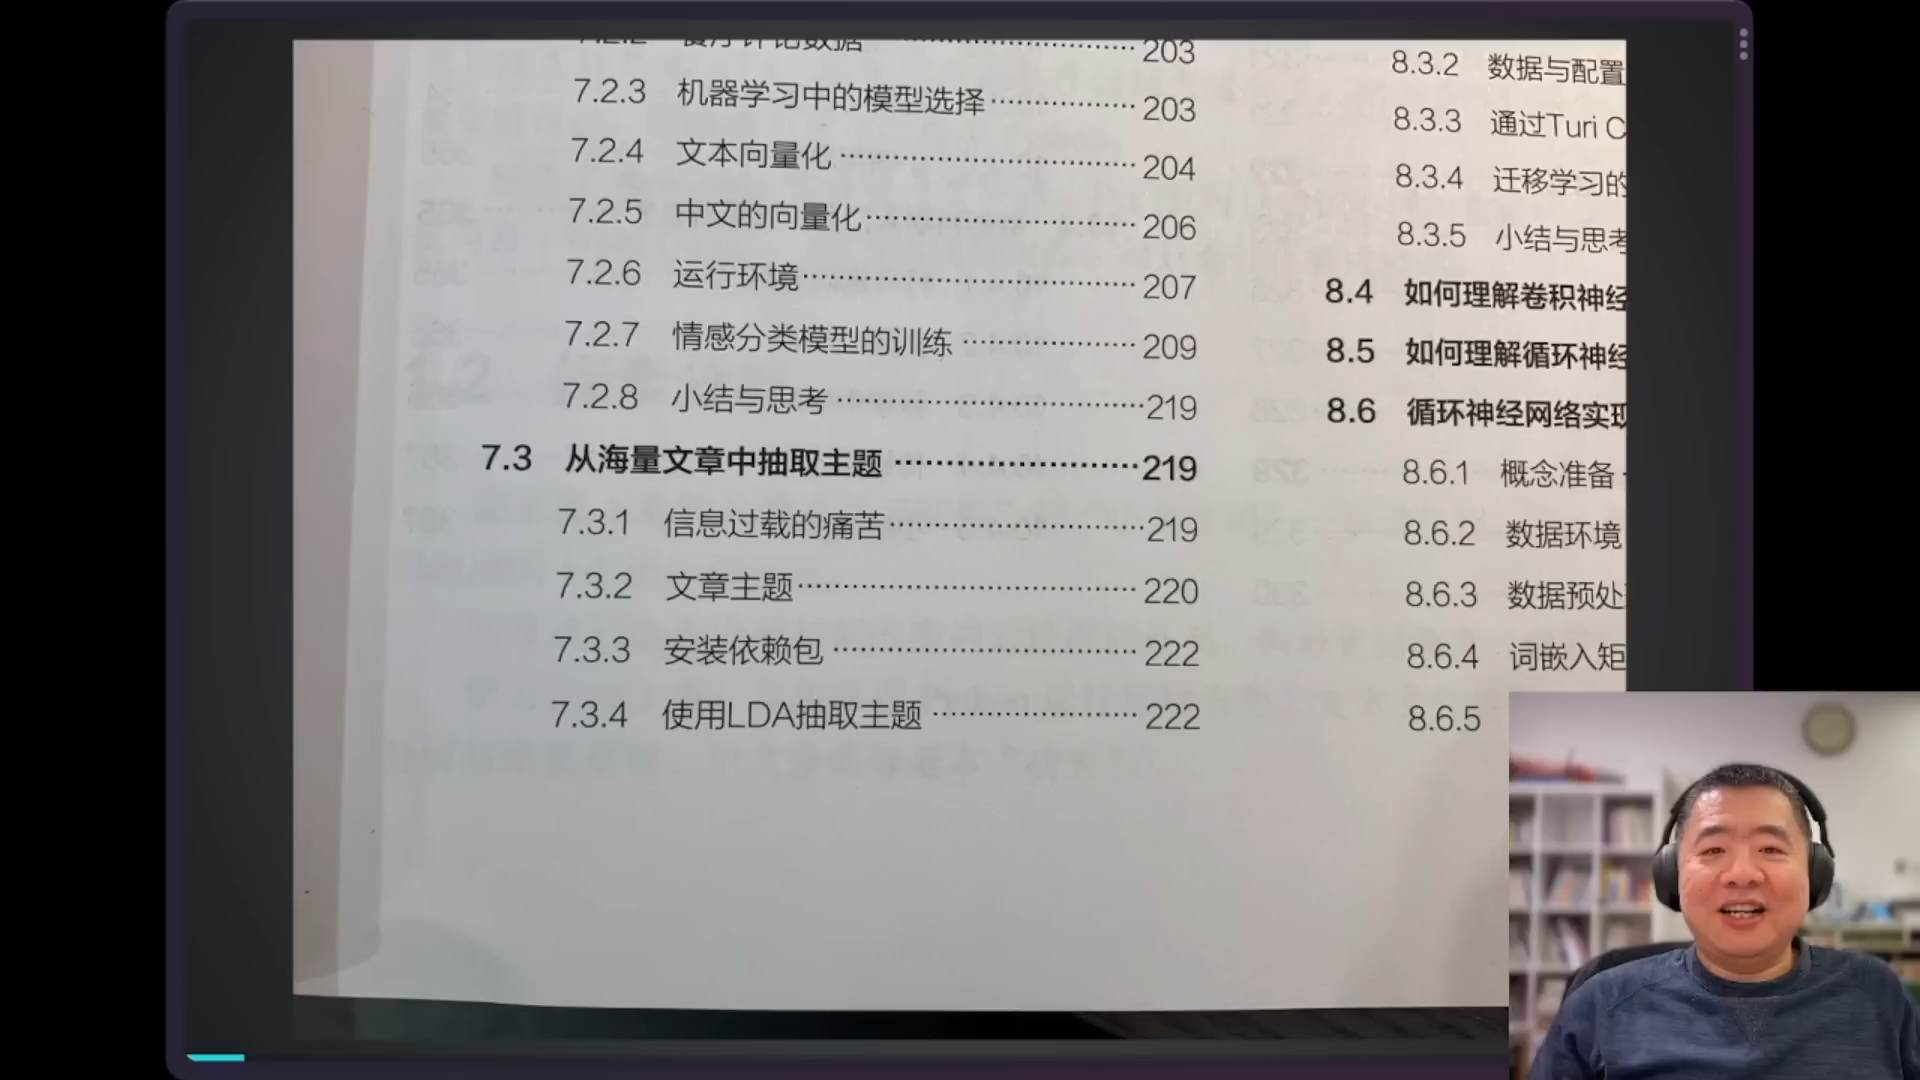 7.2.2 餐厅评论数据 203
7.2.3 机器学习中的模型选择 203
7.2.4 文本向量化 204
7.2.5 中文的向量化 206
7.2.6 运行环境 207
7.2.7 情感分类模型的训练 209
7.2.8 小结与思考 219
7.3 从海量文章中抽取主题 219
7.3.1 信息过载的痛苦 219
7.3.2 文章主题 220
7.3.3 安装依赖包 222
7.3.4 使用LDA抽取主题 222
8.3.2 数据与配置
8.3.3 通过Turi C
8.3.4 迁移学习的
8.3.5 小结与思考
8.4 如何理解卷积神经
8.5 如何理解循环神经
8.6 循环神经网络实现
8.6.1 概念准备
8.6.2 数据环境
8.6.3 数据预处
8.6.4 词嵌入矩
8.6.5